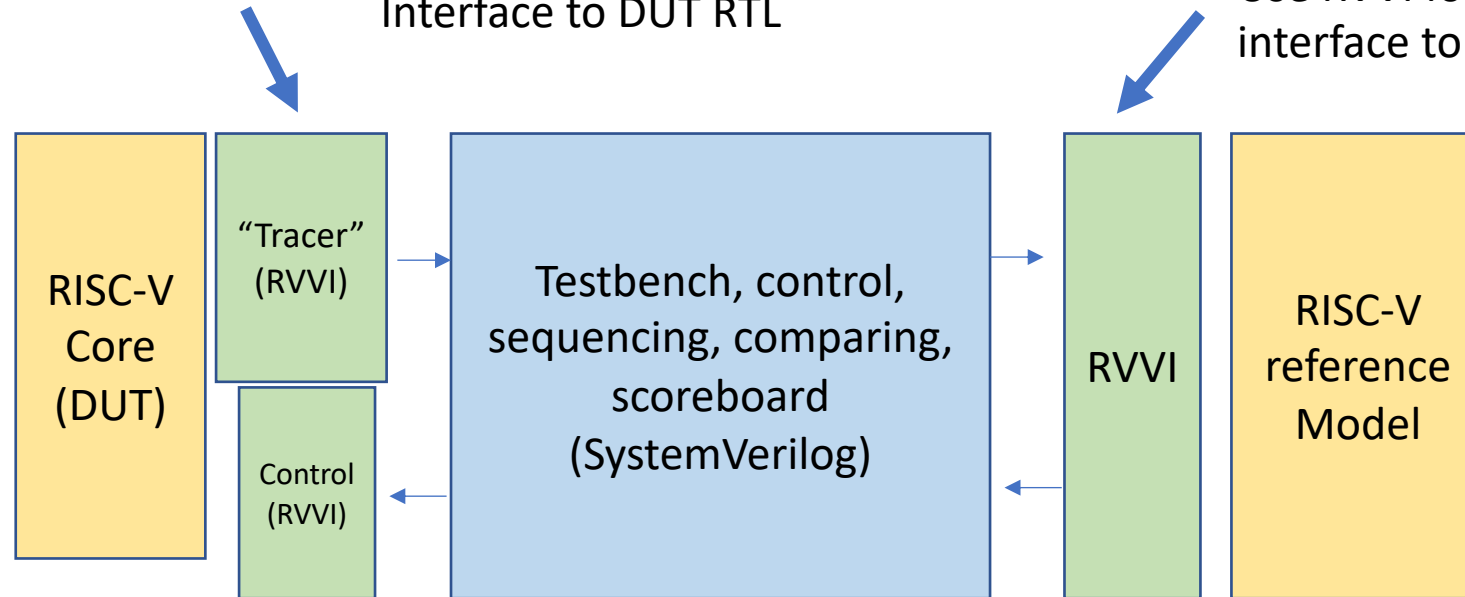 Interface to DUT RTL
interface to
RISC-V
Core
(DUT)
“Tracer”
(RVVI)
Control
(RVVI)
Testbench, control,
sequencing, comparing,
scoreboard
(SystemVerilog)
RVVI
RISC-V
reference
Model